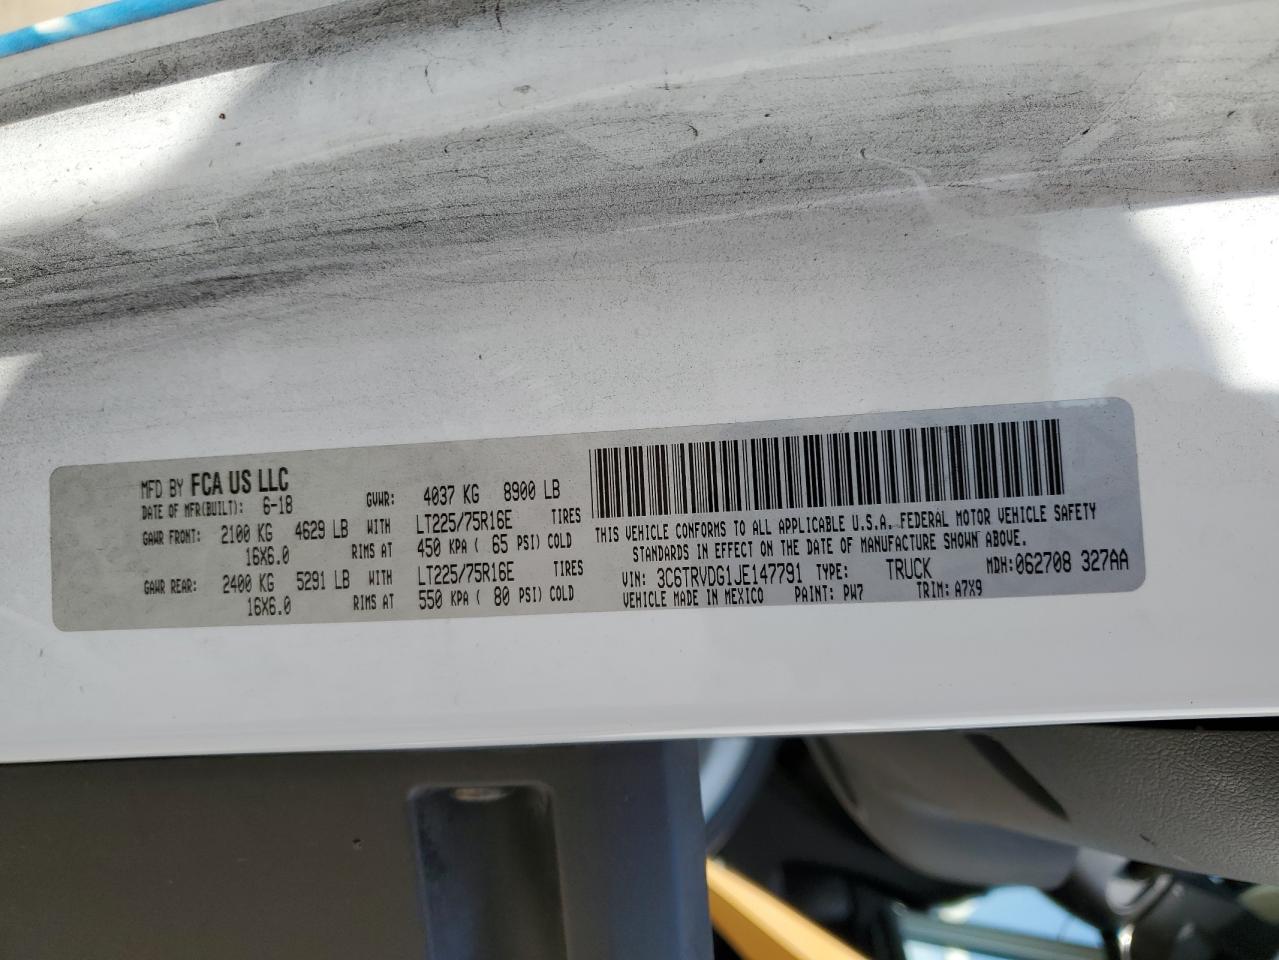 MFD BY FCA US LLC
DATE OF MFR(BUILT): 6-18 GVWR: 4037 KG 8900 LB
GAWR FRONT: 2100 KG 4629 LB WITH LT225/75R16E TIRES
16X6.0 RIMS AT 450 KPA ( 65 PSI) COLD
GAWR REAR: 2400 KG 5291 LB WITH LT225/75R16E TIRES
16X6.0 RIMS AT 550 KPA ( 80 PSI) COLD
THIS VEHICLE CONFORMS TO ALL APPLICABLE U.S.A. FEDERAL MOTOR VEHICLE SAFETY
STANDARDS IN EFFECT ON THE DATE OF MANUFACTURE SHOWN ABOVE.
VIN: 3C6TRVDG1JE147791 TYPE: TRUCK MDH:062708 327AA
VEHICLE MADE IN MEXICO PAINT: PW7 TRIM: A7X9